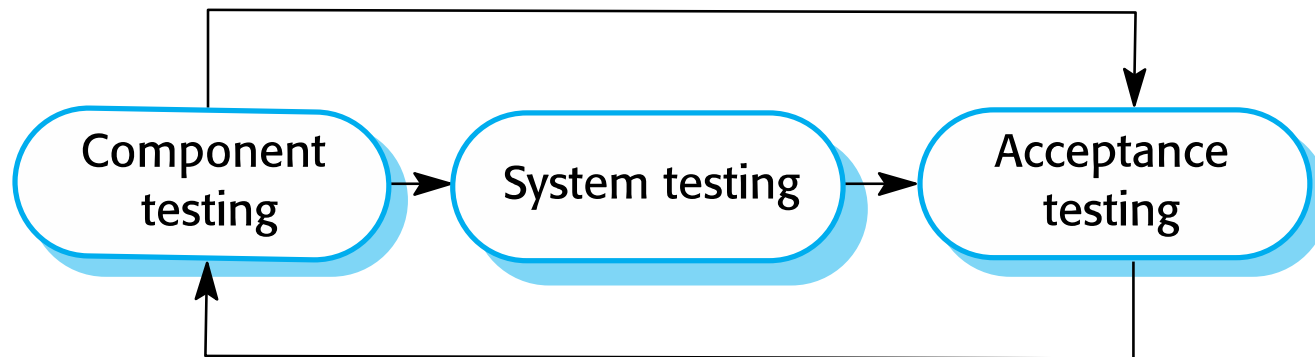 Component
testing
System testing
Acceptance
testing